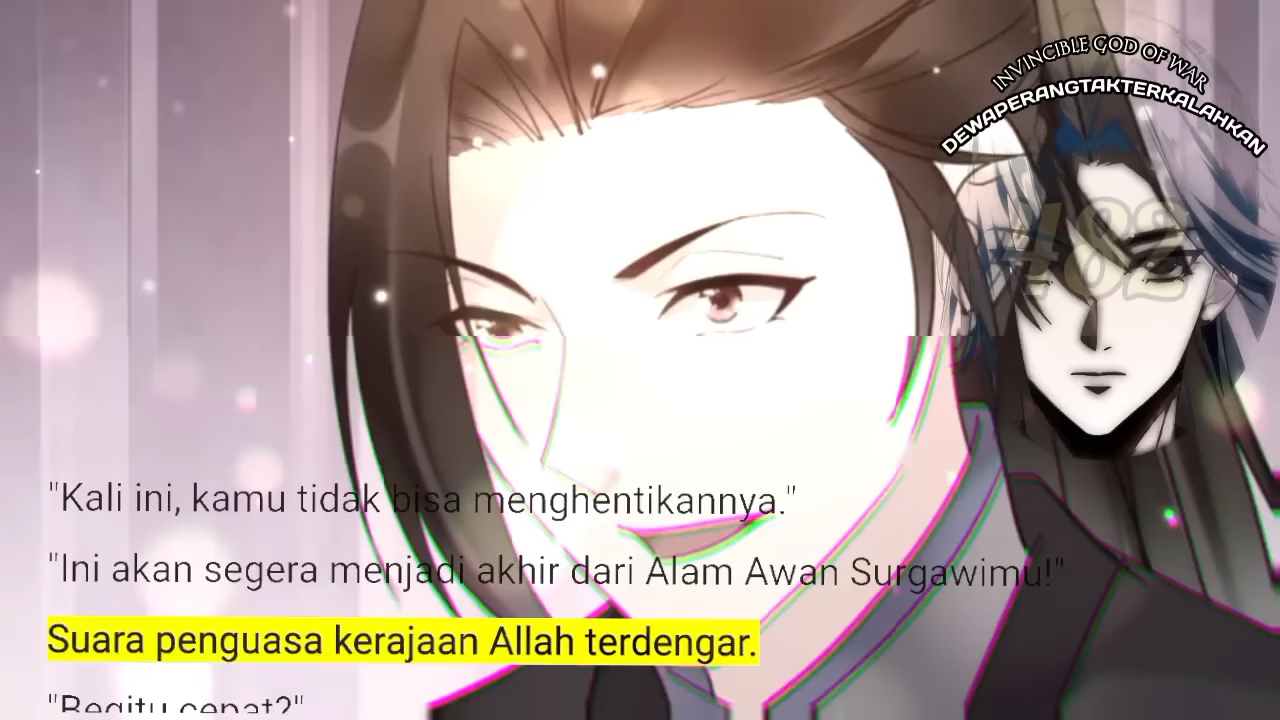 INVINCIBLE GOD OF WAR
DEWAPERANGTAKTERKALAHKAN
482
"Kali ini, kamu tidak bisa menghentikannya."
"Ini akan segera menjadi akhir dari Alam Awan Surgawimu!"
Suara penguasa kerajaan Allah terdengar.
"Begitu cepat?"